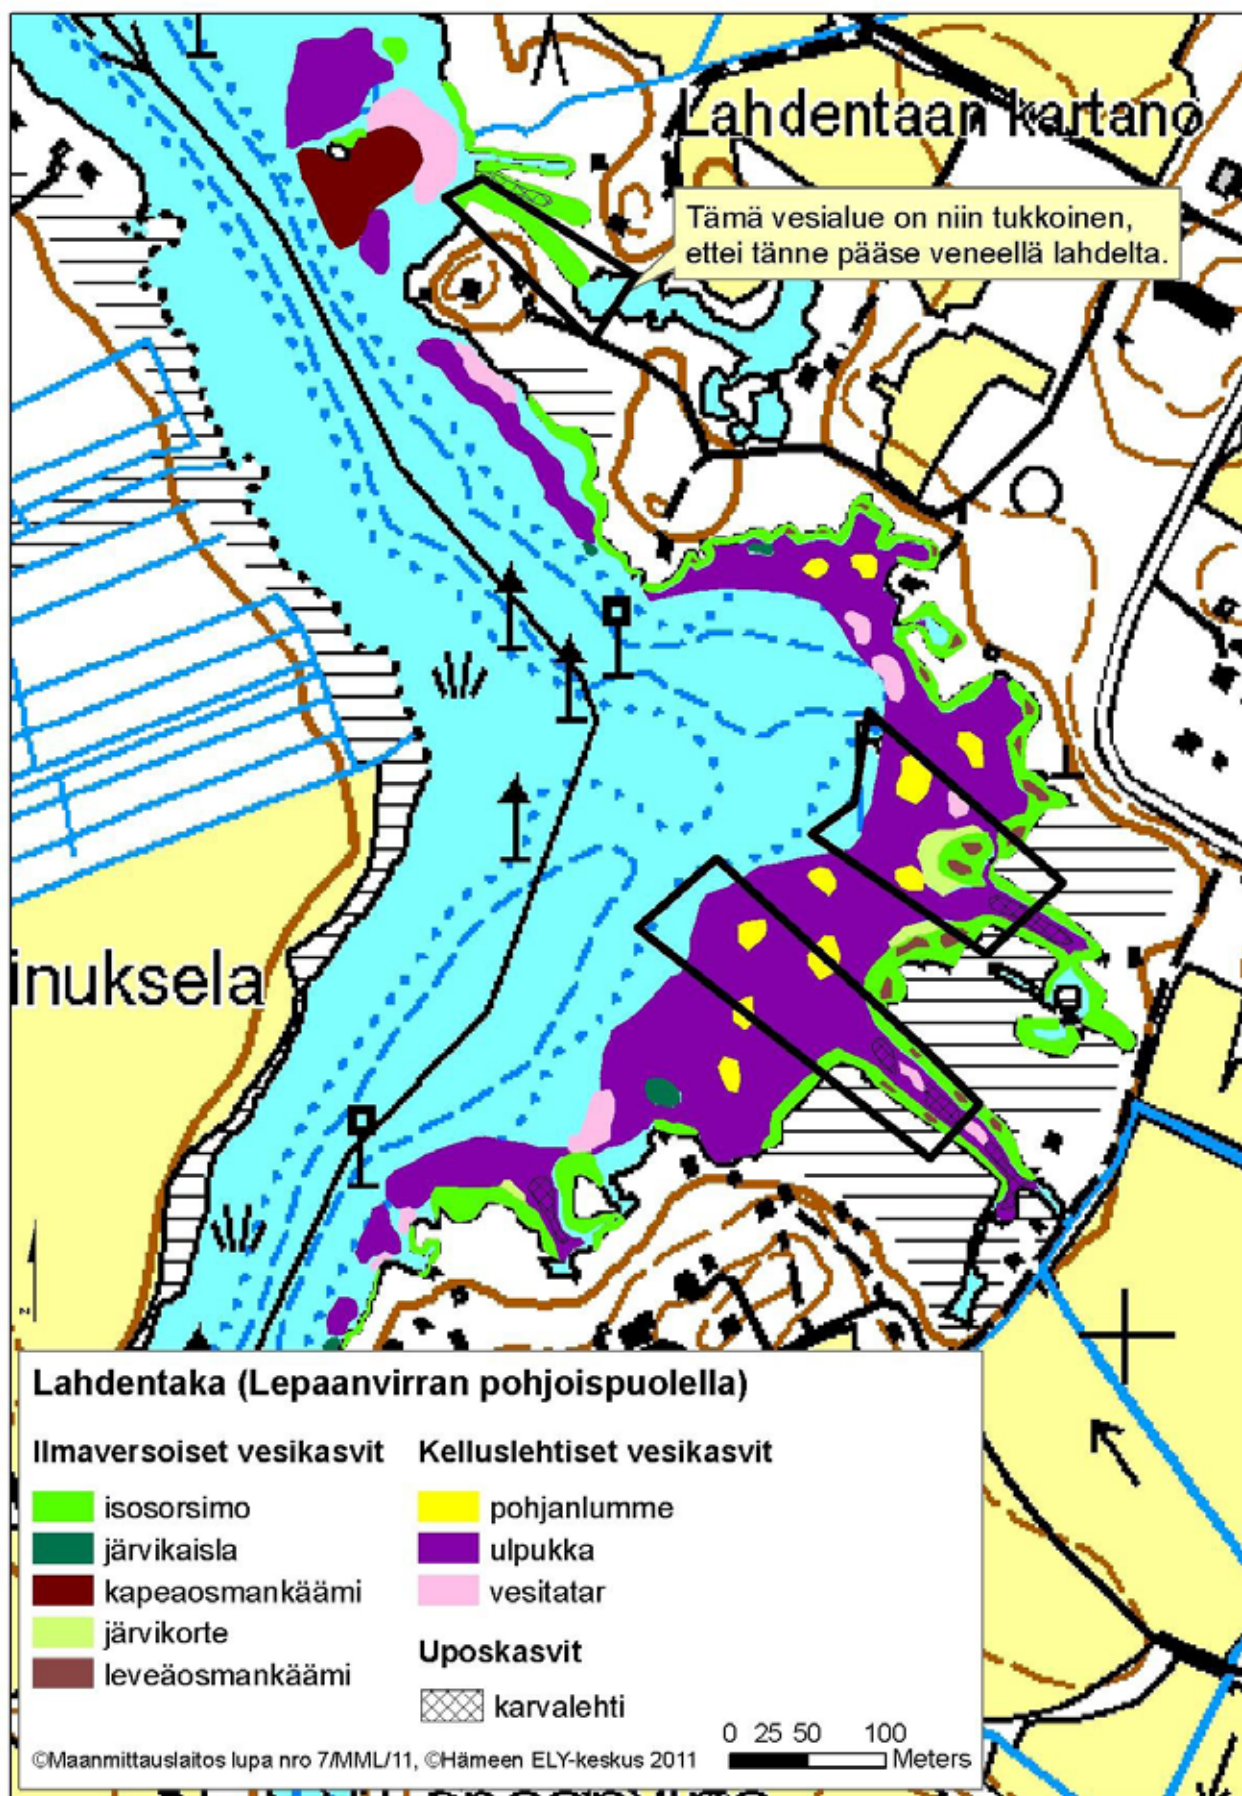 Lahdentaan kartano
Tämä vesialue on niin tukkoinen,
ettei tänne pääse veneellä lahdelta.
inuksela
z
Lahdentaka (Lepaanvirran pohjoispuolella)
Ilmaversoiset vesikasvit
isosorsimo
järvikaisla
kapeaosmankäämi
järvikorte
leveäosmankäämi
Kelluslehtiset vesikasvit
pohjanlumme
ulpukka
vesitatar
Uposkasvit
karvalehti
0 25 50 100
Meters
©Maanmittauslaitos lupa nro 7/MML/11, ©Hämeen ELY-keskus 2011